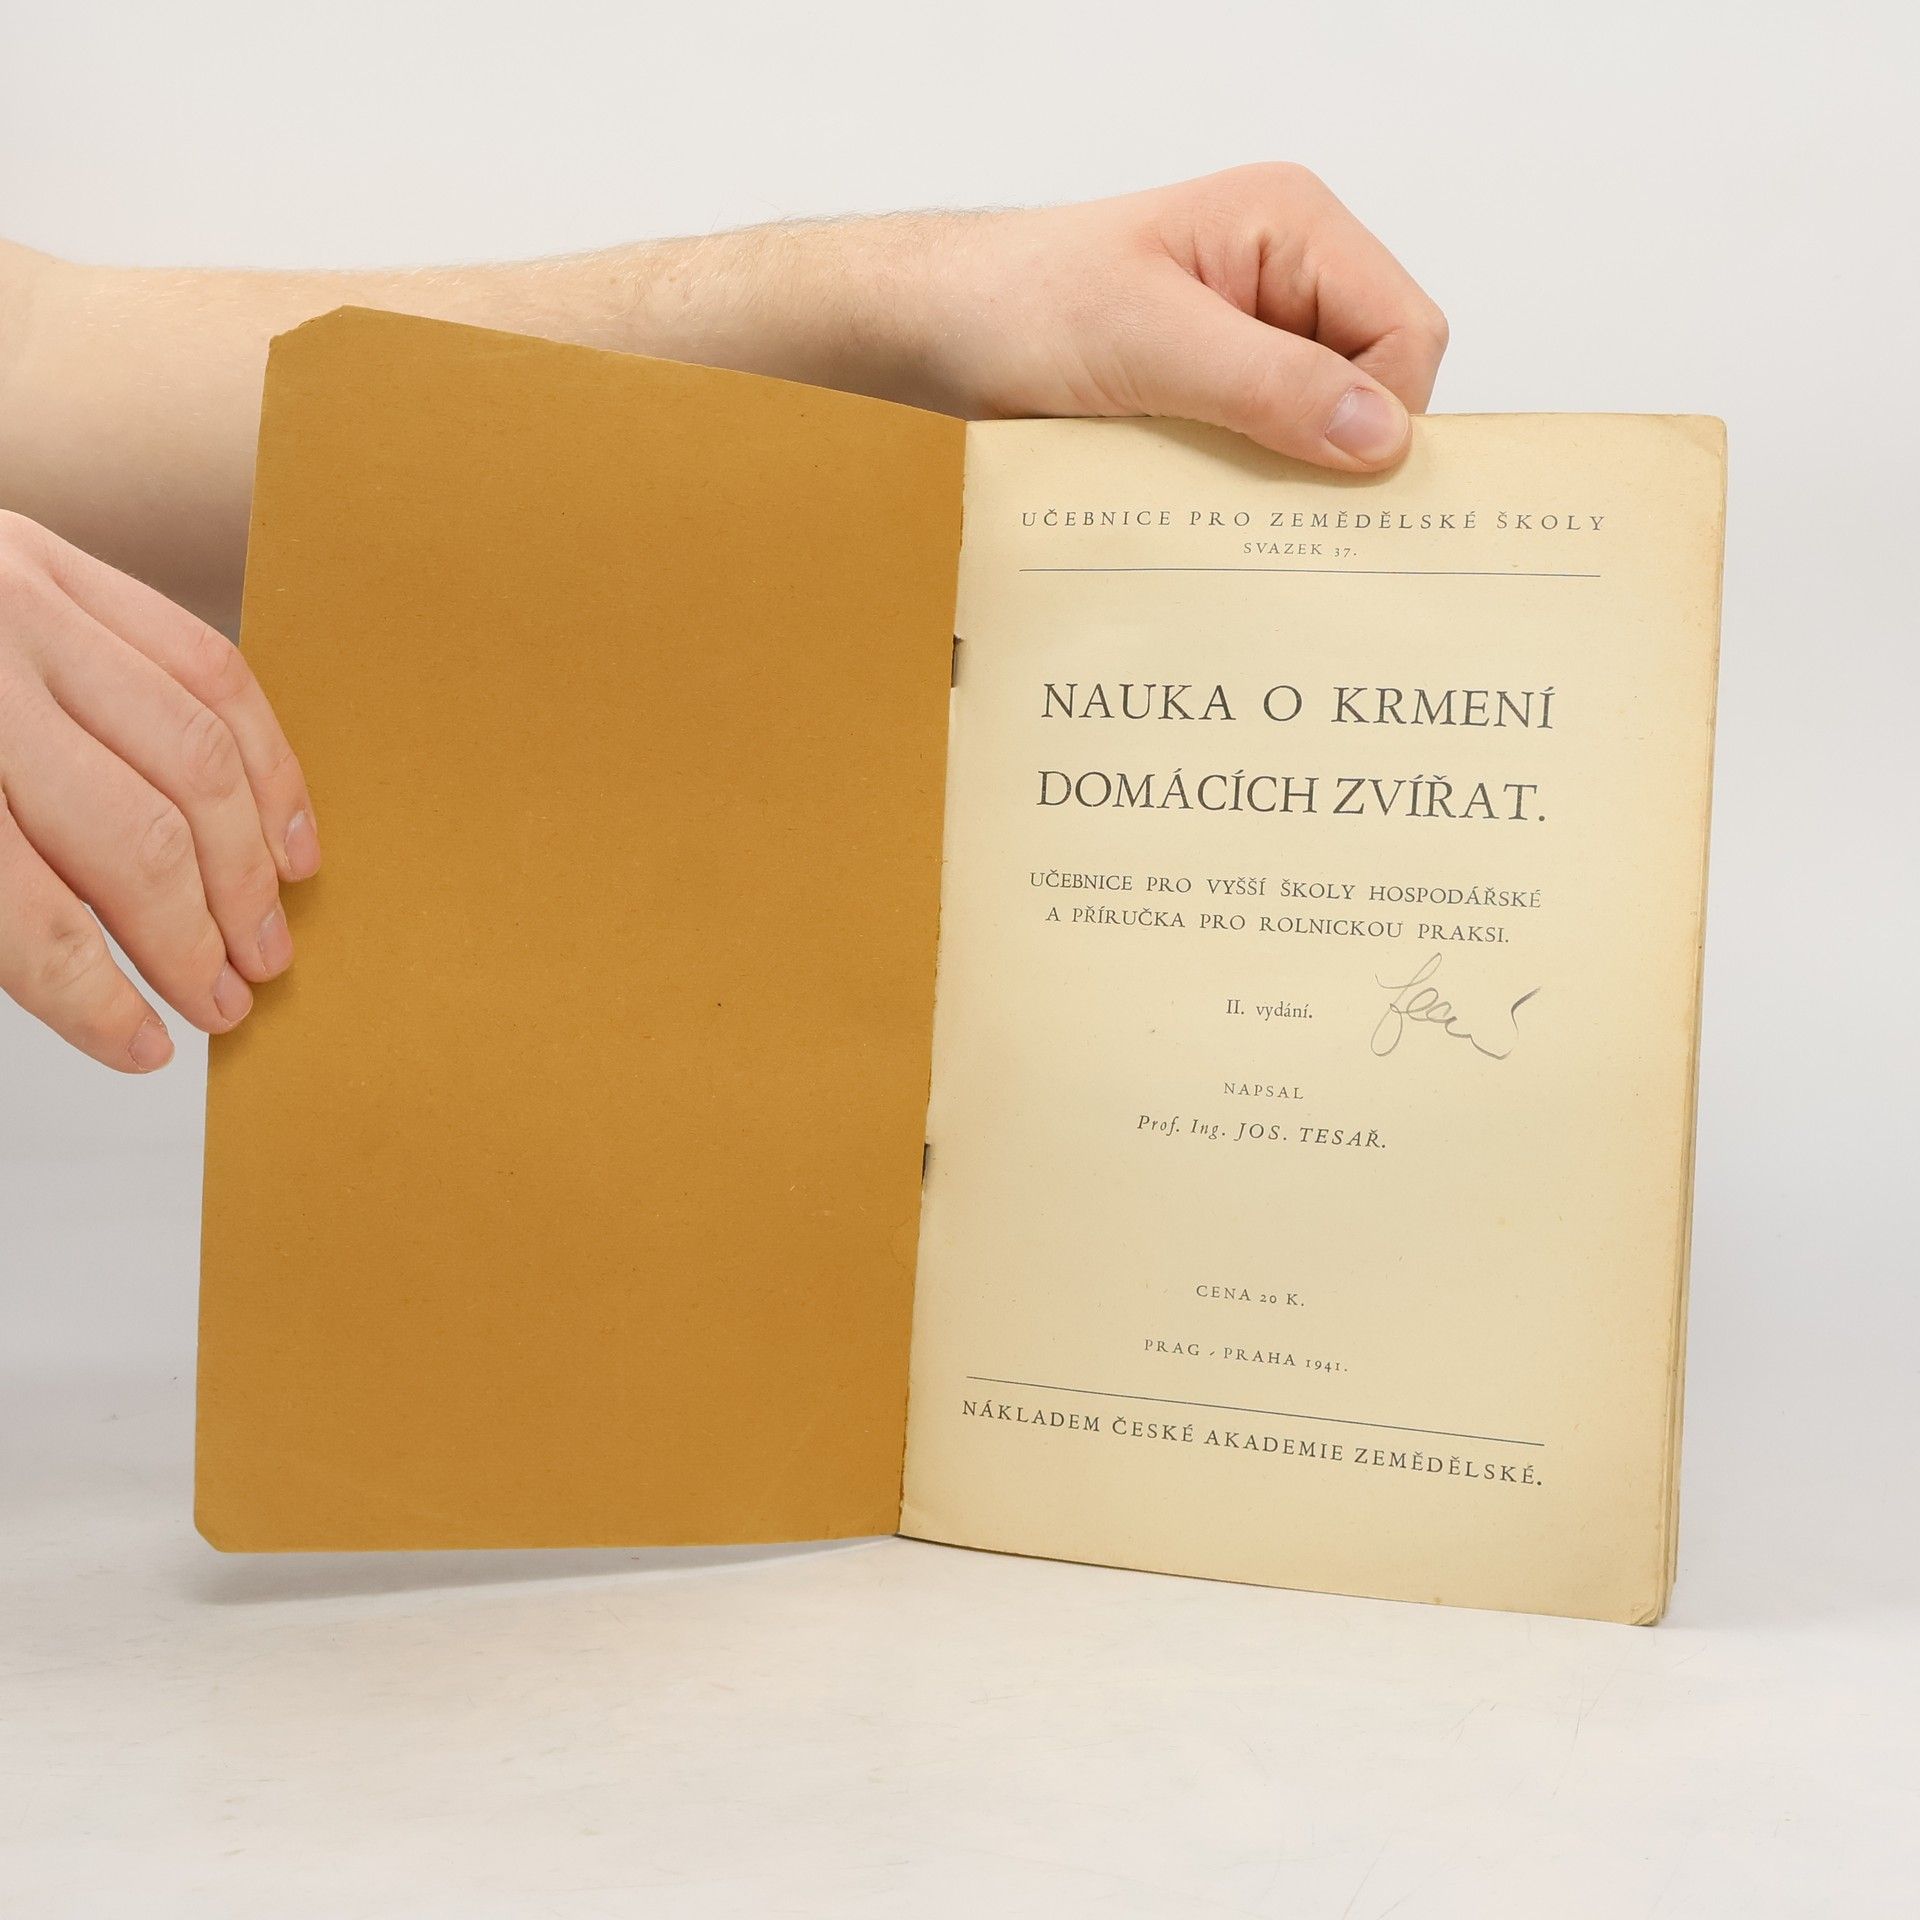 UČEBNICE PRO ZEMĚDĚLSKÉ ŠKOLY
SVAZEK 37.
NAUKA O KRMENÍ
DOMÁCÍCH ZVÍŘAT.
UČEBNICE PRO VYŠŠÍ ŠKOLY HOSPODÁŘSKÉ
A PŘÍRUČKA PRO ROLNICKOU PRAKSI.
II. vydání.
NAPSAL
Prof. Ing. JOS. TESAŘ.
CENA 20 K.
PRAG - PRAHA 1941.
NÁKLADEM ČESKÉ AKADEMIE ZEMĚDĚLSKÉ.